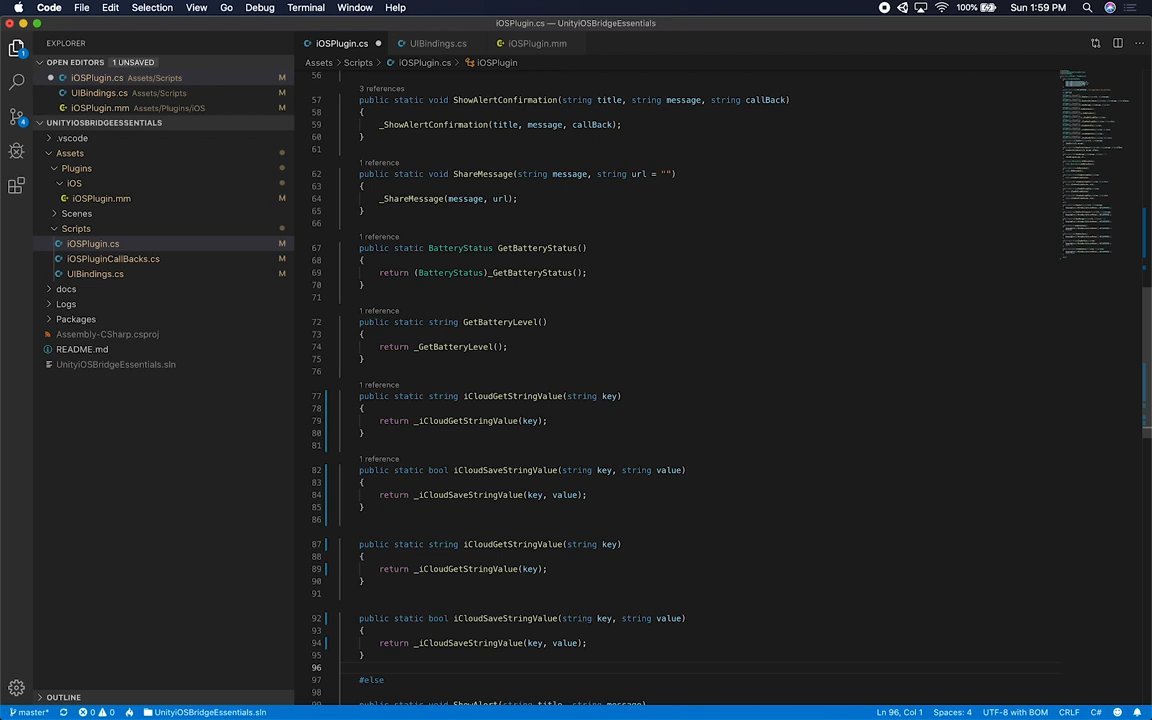 Code File Edit Selection View Go Debug Terminal Window Help 100% Sun 1:59 PM
iOSPlugin.cs — UnityiOSBridgeEssentials
EXPLORER
OPEN EDITORS 1 UNSAVED
iOSPlugin.cs Assets/Scripts M
UIBindings.cs Assets/Scripts M
iOSPlugin.mm Assets/Plugins/iOS M
UNITYIOSBRIDGEESSENTIALS
.vscode
Assets
Plugins
iOS
iOSPlugin.mm M
Scenes
Scripts
iOSPlugin.cs M
iOSPluginCallBacks.cs M
UIBindings.cs M
docs
Logs
Packages
Assembly-CSharp.csproj
README.md
UnityiOSBridgeEssentials.sln
OUTLINE
1
4
iOSPlugin.cs UIBindings.cs iOSPlugin.mm
Assets > Scripts > iOSPlugin.cs > iOSPlugin
56
3 references
57 public static void ShowAlertConfirmation(string title, string message, string callBack)
58 {
59 _ShowAlertConfirmation(title, message, callBack);
60 }
61
1 reference
62 public static void ShareMessage(string message, string url = "")
63 {
64 _ShareMessage(message, url);
65 }
66
1 reference
67 public static BatteryStatus GetBatteryStatus()
68 {
69 return (BatteryStatus)_GetBatteryStatus();
70 }
71
1 reference
72 public static string GetBatteryLevel()
73 {
74 return _GetBatteryLevel();
75 }
76
1 reference
77 public static string iCloudGetStringValue(string key)
78 {
79 return _iCloudGetStringValue(key);
80 }
81
1 reference
82 public static bool iCloudSaveStringValue(string key, string value)
83 {
84 return _iCloudSaveStringValue(key, value);
85 }
86
87 public static string iCloudGetStringValue(string key)
88 {
89 return _iCloudGetStringValue(key);
90 }
91
92 public static bool iCloudSaveStringValue(string key, string value)
93 {
94 return _iCloudSaveStringValue(key, value);
95 }
96
97 #else
98
99 public static void ShowAlert(string title, string message)
master* 0 0 UnityiOSBridgeEssentials.sln Ln 96, Col 1 Spaces: 4 UTF-8 with BOM CRLF C#